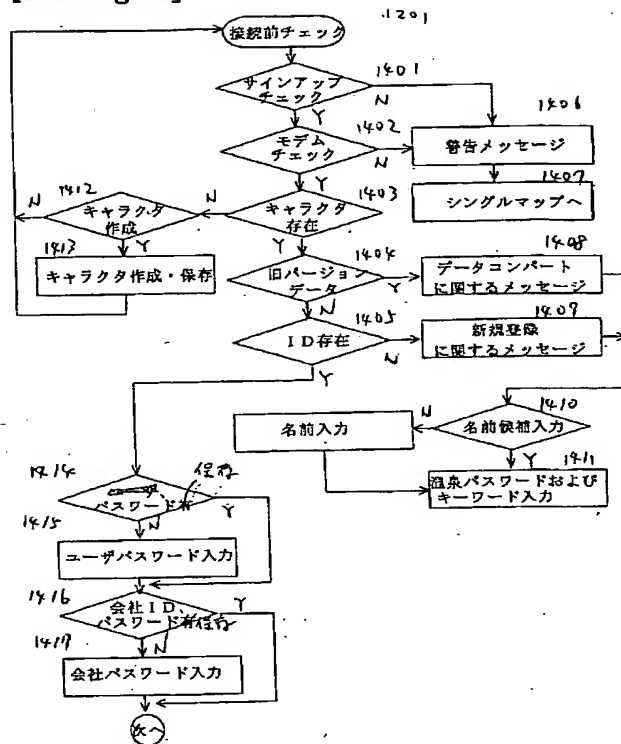 接続前チェック
1201
サインアップ
チェック
1401
N
Y
モデム
チェック
1402
N
Y
警告メッセージ
1406
シングルマップへ
1407
キャラクタ
存在
1403
N
Y
キャラクタ
作成
1412
N
Y
1413
キャラクタ作成・保存
旧バージョン
データ
1404
Y
N
データコンバート
に関するメッセージ
1408
ID存在
1405
N
Y
新規登録
に関するメッセージ
1409
名前候補入力
1410
N
Y
名前入力
1411
温泉パスワードおよび
キーワード入力
1414
保存
パスワード有
Y
N
1415
ユーザパスワード入力
1416
会社ID、
パスワード有保存
Y
N
1417
会社パスワード入力
次へ